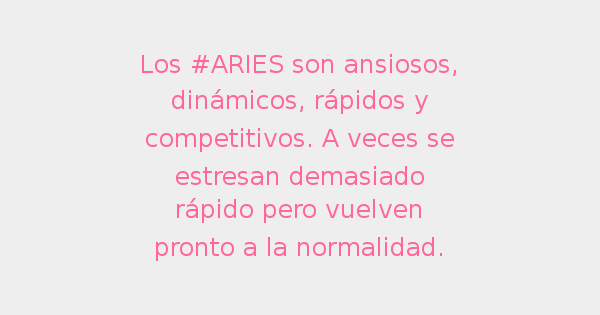 Los #ARIES son ansiosos,
dinámicos, rápidos y
competitivos. A veces se
estresan demasiado
rápido pero vuelven
pronto a la normalidad.